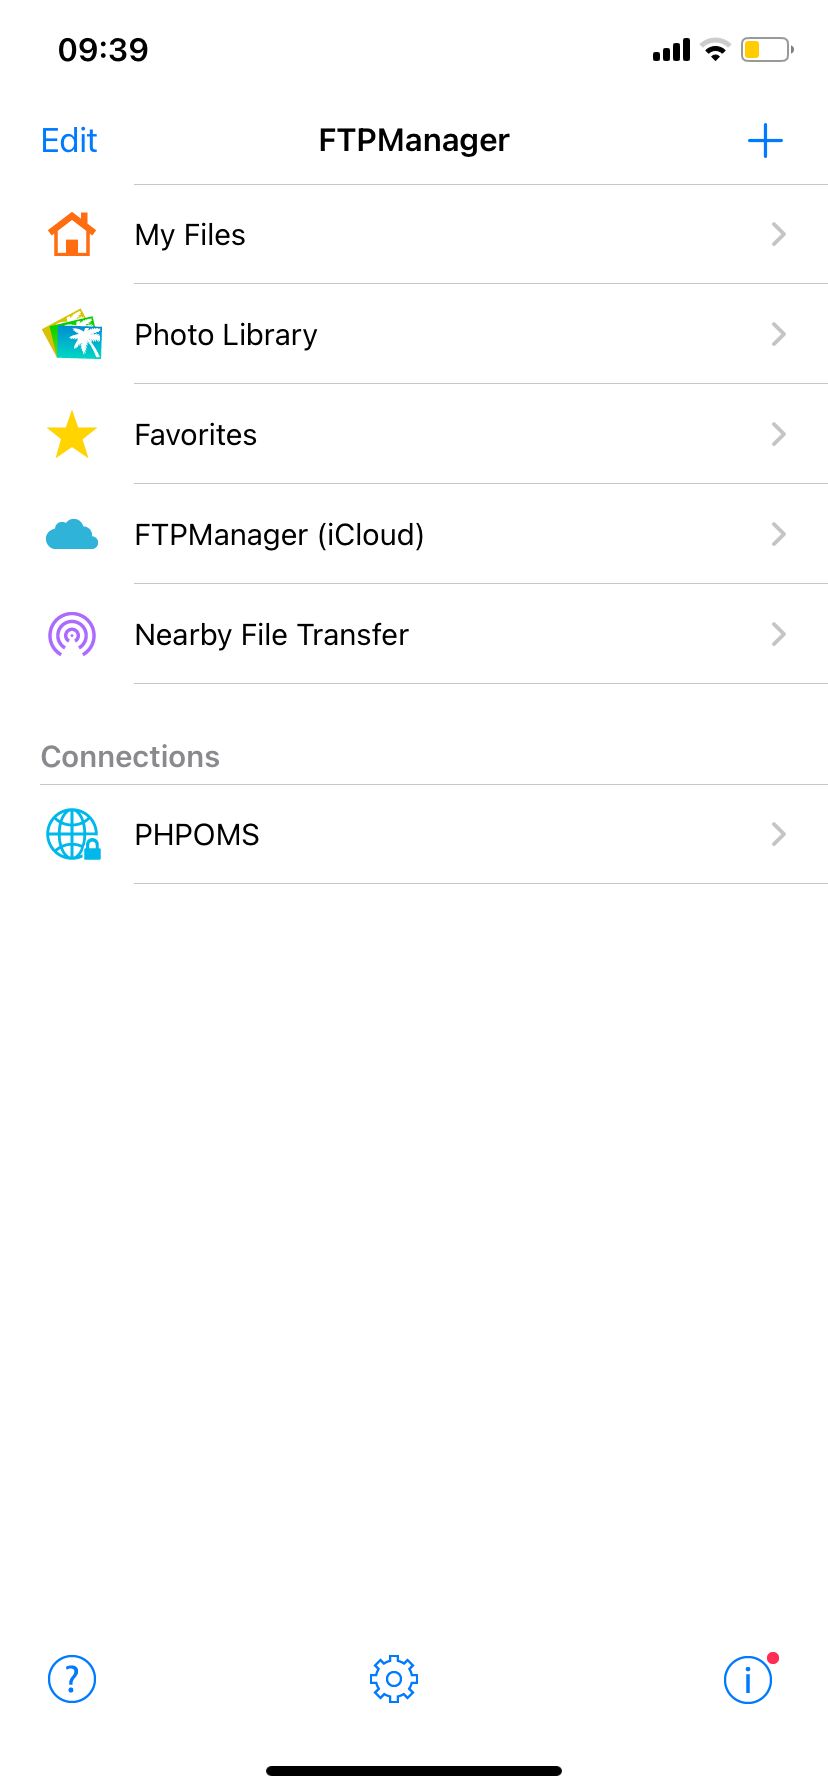 09:39
Edit
FTPManager
My Files
Photo Library
Favorites
FTPManager (iCloud)
Nearby File Transfer
Connections
PHPOMS